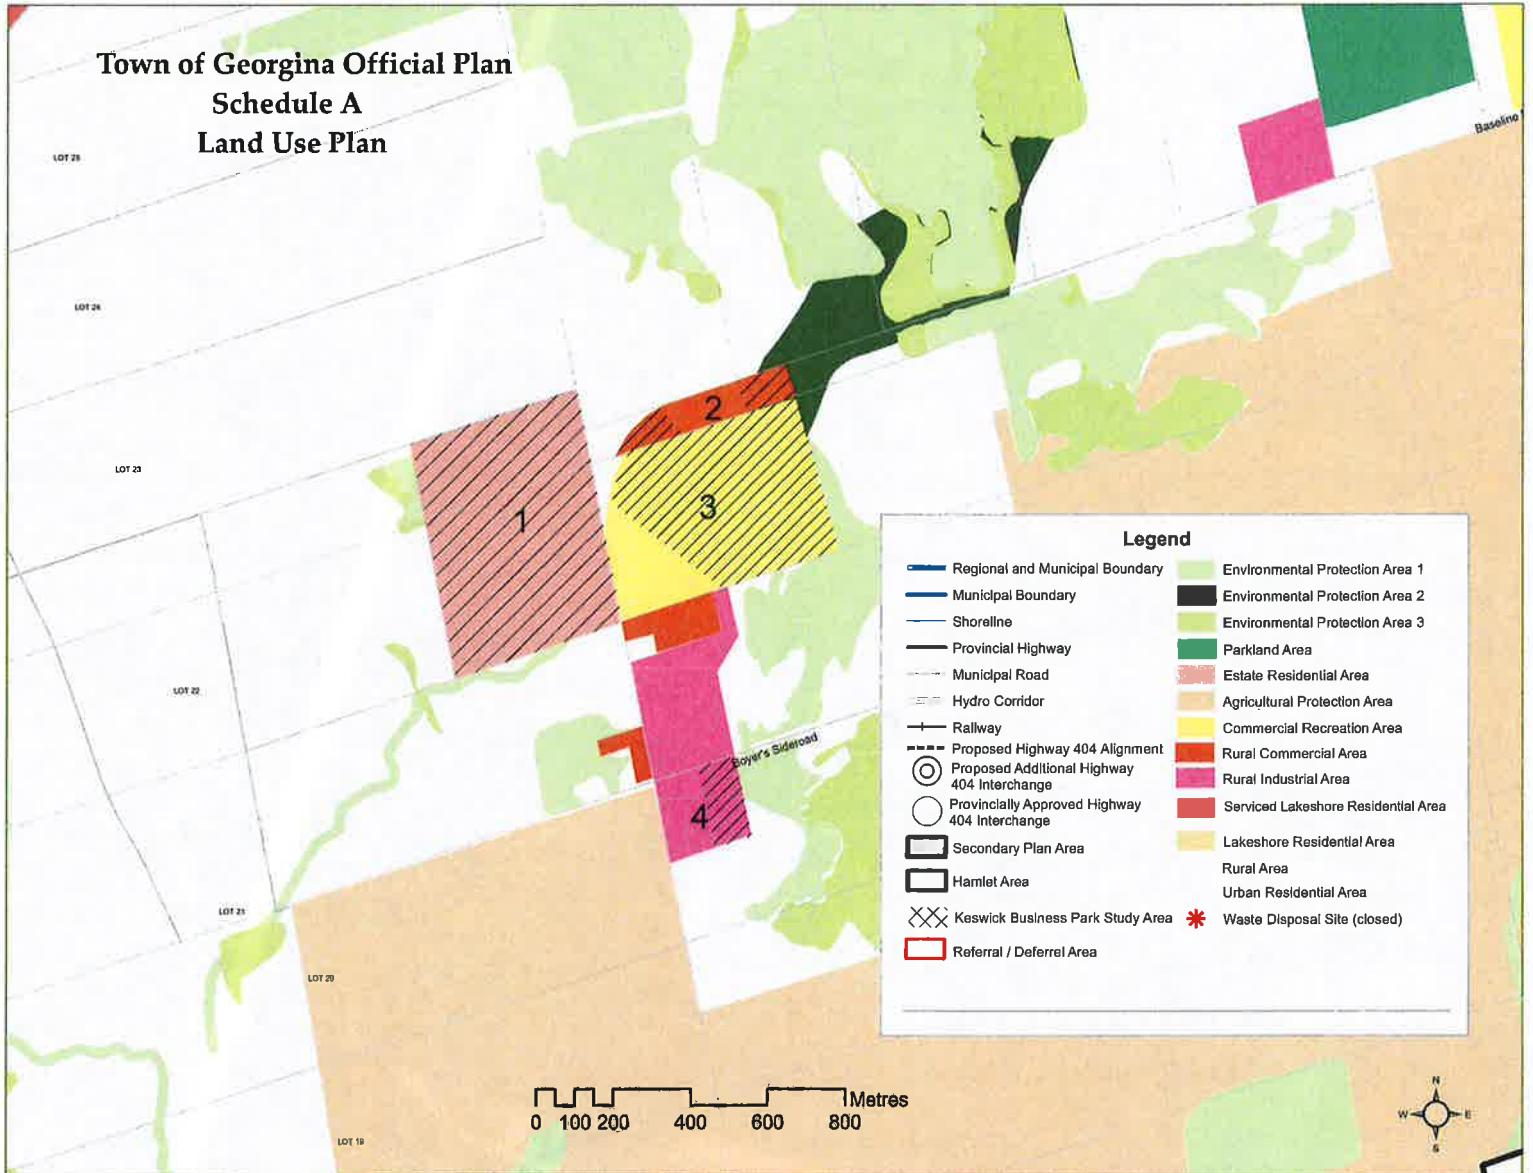 Town of Georgina Official Plan
Schedule A
Land Use Plan
LOT 25
LOT 24
LOT 23
LOT 22
LOT 21
LOT 20
LOT 19
Baseline
1
2
3
4
Boyer's Sideroad
Legend
Regional and Municipal Boundary
Municipal Boundary
Shoreline
Provincial Highway
Municipal Road
Hydro Corridor
Railway
Proposed Highway 404 Alignment
Proposed Additional Highway
404 Interchange
Provincially Approved Highway
404 Interchange
Secondary Plan Area
Hamlet Area
Keswick Business Park Study Area
Referral / Deferrel Area
Environmental Protection Area 1
Environmental Protection Area 2
Environmental Protection Area 3
Parkland Area
Estate Residential Area
Agricultural Protection Area
Commercial Recreation Area
Rural Commercial Area
Rural Industrial Area
Serviced Lakeshore Residential Area
Lakeshore Residential Area
Rural Area
Urban Residential Area
Waste Disposal Site (closed)
Metres
0 100 200 400 600 800
N
W E
S